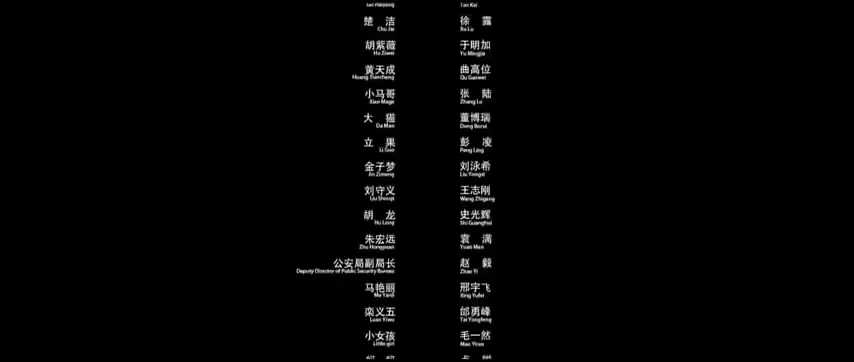 楚 洁 徐 露
Chu Jie Xu Lu
胡紫薇 于明加
Hu Ziwei Yu Mingjia
黄天成 曲高位
Huang Tiancheng Qu Gaowei
小马哥 张 陆
Xiao Mage Zhang Lu
大 猫 董博瑞
Da Mao Dong Borui
立 果 彭 凌
Li Guo Peng Ling
金子梦 刘泳希
Jin Zimeng Liu Yongxi
刘守义 王志刚
Liu Shouyi Wang Zhigang
胡 龙 史光辉
Hu Long Shi Guanghui
朱宏远 袁 满
Zhu Hongyuan Yuan Man
公安局副局长 赵 毅
Deputy Director of Public Security Bureau Zhao Yi
马艳丽 邢宇飞
Ma Yanli Xing Yufei
栾义五 邰勇峰
Luan Yiwu Tai Yongfeng
小女孩 毛一然
Little girl Mao Yiran